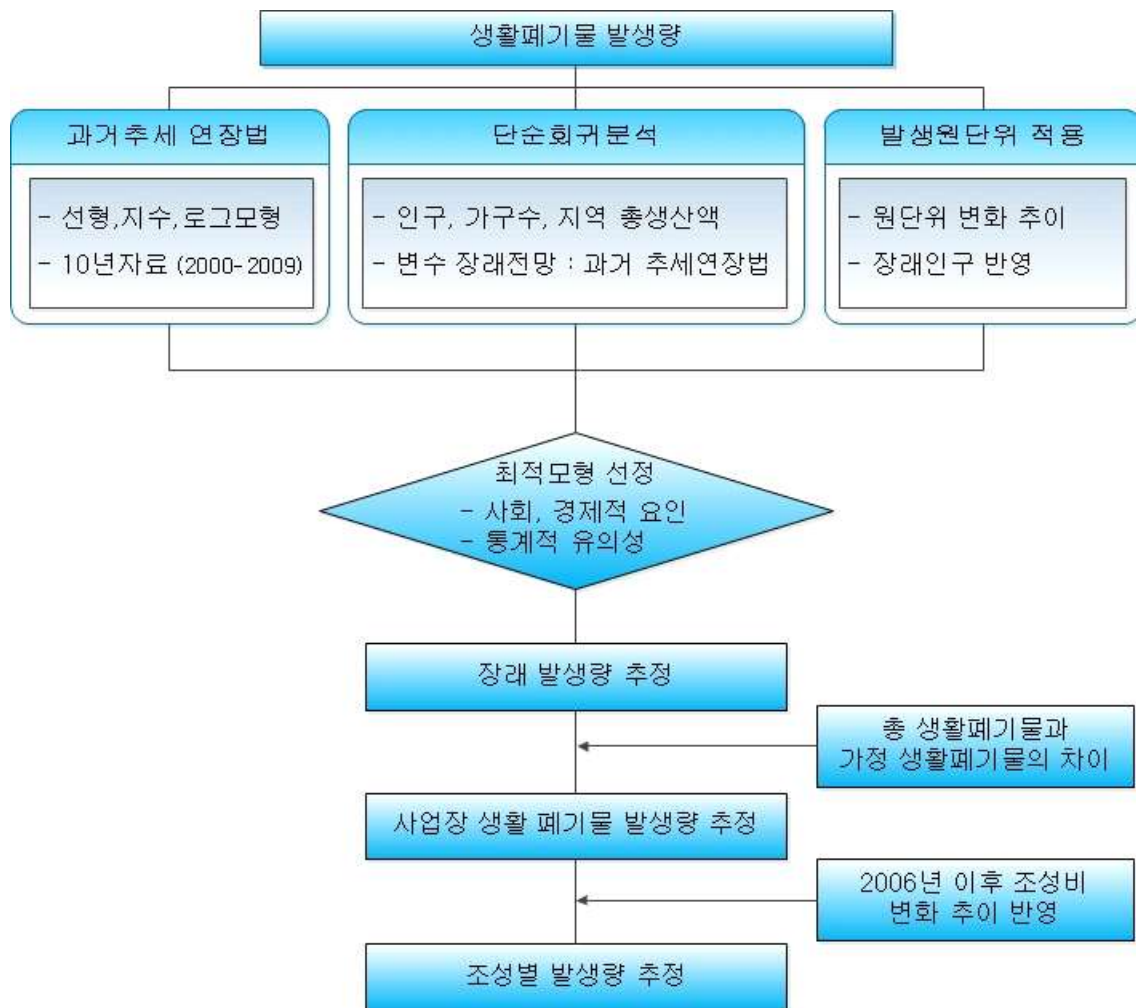 생활폐기물 발생량
과거추세 연장법
- 선형,지수,로그모형
- 10년자료 (2000-2009)
단순회귀분석
- 인구, 가구수, 지역 총생산액
- 변수 장래전망 : 과거 추세연장법
발생원단위 적용
- 원단위 변화 추이
- 장래인구 반영
최적모형 선정
- 사회, 경제적 요인
- 통계적 유의성
장래 발생량 추정
총 생활폐기물과
가정 생활폐기물의 차이
사업장 생활 폐기물 발생량 추정
2006년 이후 조성비
변화 추이 반영
조성별 발생량 추정